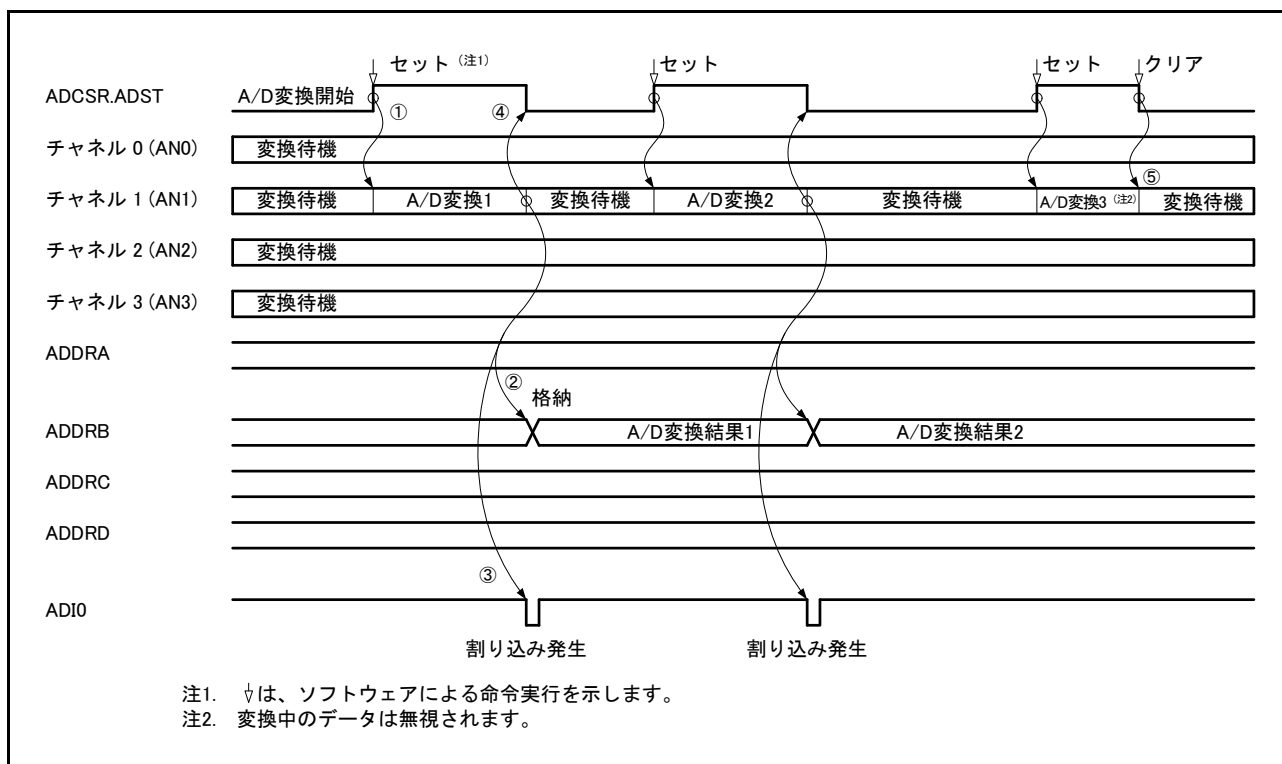 セット (注1) セット セット クリア
ADCSR.ADST A/D変換開始 ① ④
チャネル 0 (AN0) 変換待機
⑤
チャネル 1 (AN1) 変換待機 A/D変換1 変換待機 A/D変換2 変換待機 A/D変換3 (注2) 変換待機
チャネル 2 (AN2) 変換待機
チャネル 3 (AN3) 変換待機
ADDRA
② 格納
ADDRB A/D変換結果1 A/D変換結果2
ADDRC
ADDRD
③
ADI0
割り込み発生 割り込み発生
注1. は、ソフトウェアによる命令実行を示します。
注2. 変換中のデータは無視されます。